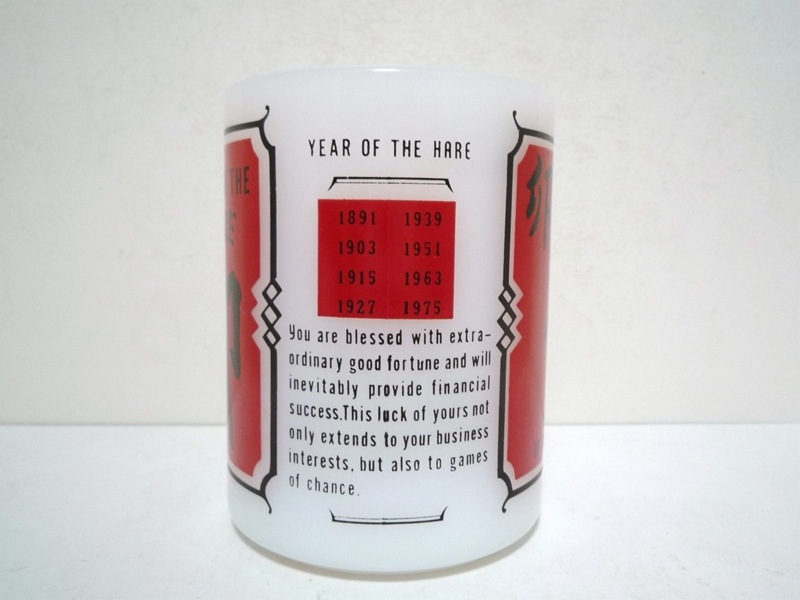 YEAR OF THE HARE
1891 1939
1903 1951
1915 1963
1927 1975
You are blessed with extra-
ordinary good fortune and will
inevitably provide financial
success.This luck of yours not
only extends to your business
interests, but also to games
of chance.
THE